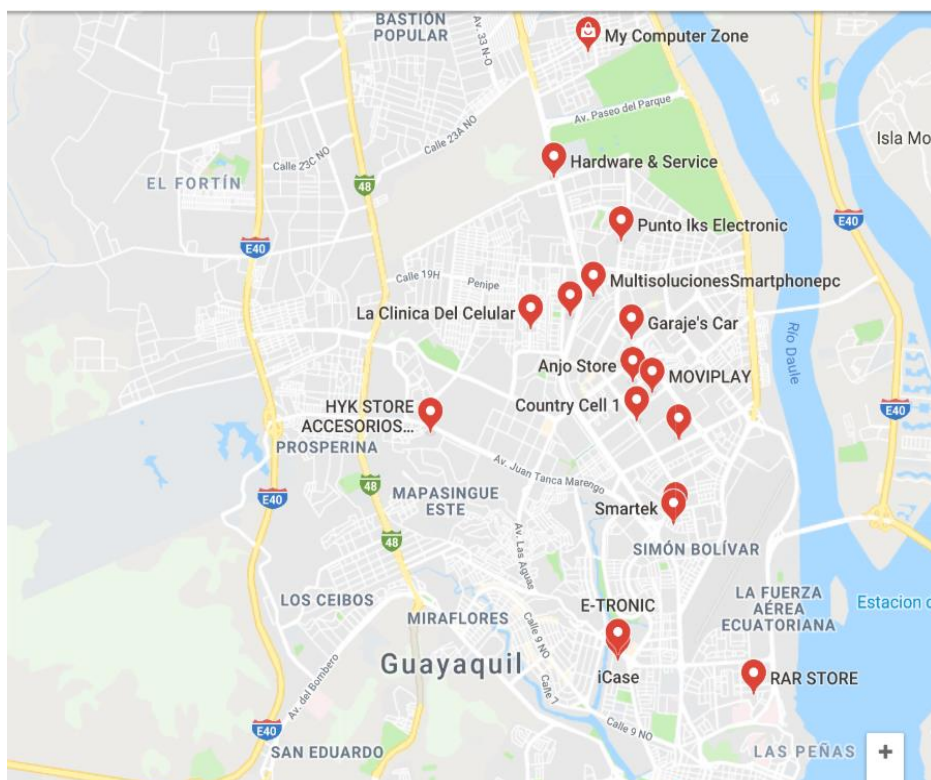 BASTIÓN
POPULAR
Av. 33 N-O
My Computer Zone
Av. Paseo del Parque
Calle 23A NO
Calle 23C NO
Isla Mo
Hardware & Service
EL FORTÍN
48
E40
E40
Punto Iks Electronic
Calle 19H
Penipe
MultisolucionesSmartphonepc
La Clinica Del Celular
Garaje's Car
Río Daule
Anjo Store
MOVIPLAY
HYK STORE
ACCESORIOS...
Country Cell 1
E40
PROSPERINA
Av. Juan Tanca Marengo
48
E40
MAPASINGUE
ESTE
Smartek
48
Av. Las Aguas
SIMÓN BOLÍVAR
LOS CEIBOS
MIRAFLORES
E-TRONIC
LA FUERZA
AÉREA
ECUATORIANA
Estacion d
Calle 9 NO
Guayaquil
iCase
RAR STORE
Av. del Bombero
E40
Calle 9 NO
SAN EDUARDO
LAS PEÑAS
+